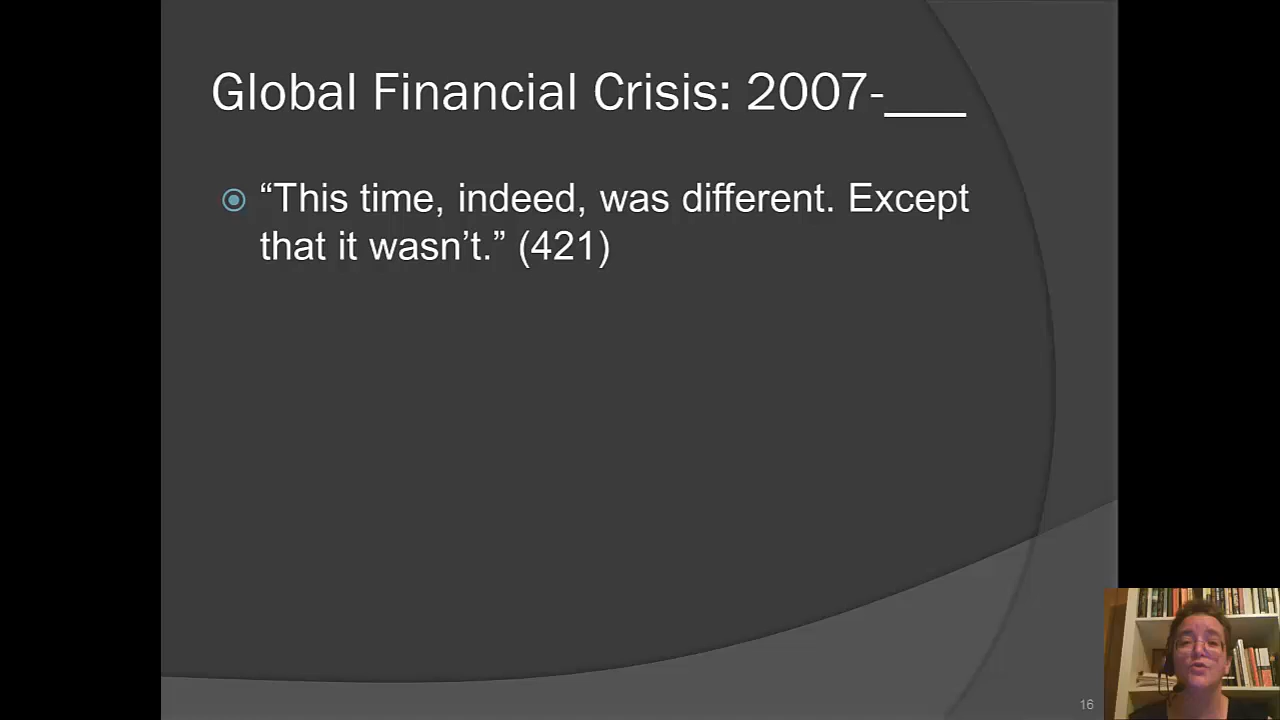 Global Financial Crisis: 2007-___
“This time, indeed, was different. Except
that it wasn’t.” (421)
16